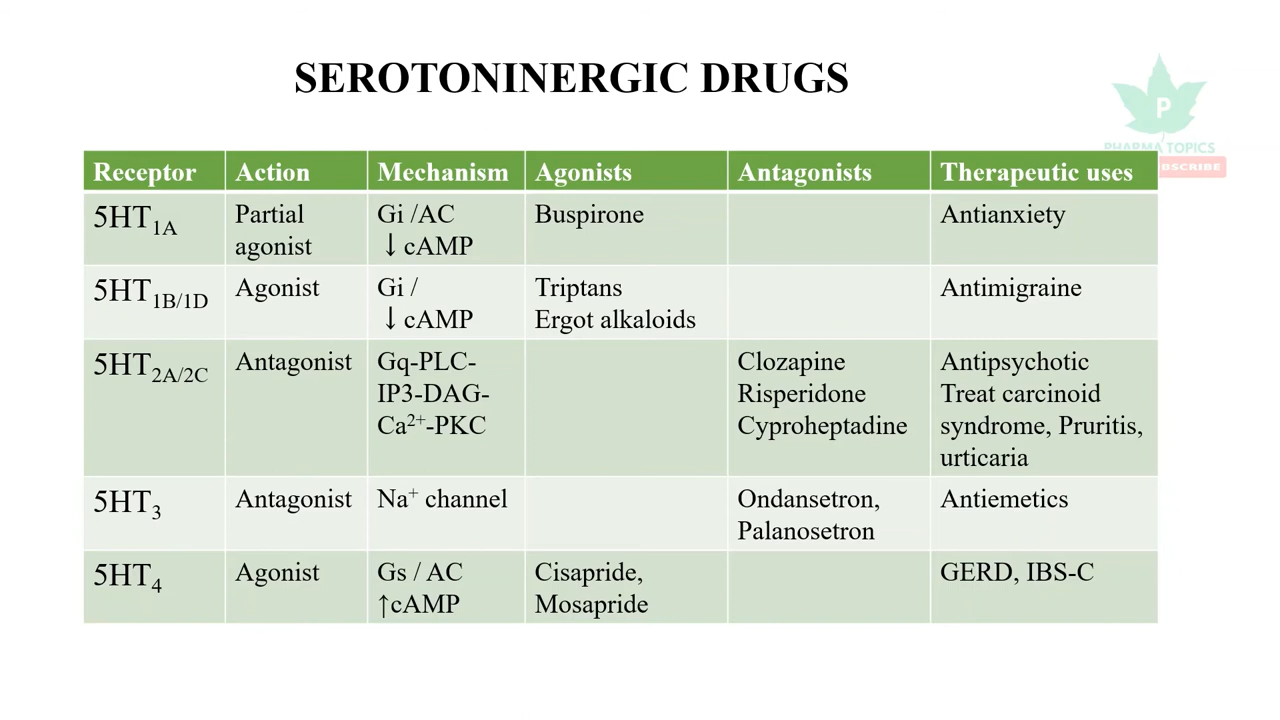 SEROTONINERGIC DRUGS
P
PHARMA TOPICS
BSCRIBE
Receptor Action Mechanism Agonists Antagonists Therapeutic uses
5HT1A Partial agonist Gi /AC ↓ cAMP Buspirone Antianxiety
5HT1B/1D Agonist Gi / ↓ cAMP Triptans Ergot alkaloids Antimigraine
5HT2A/2C Antagonist Gq-PLC- IP3-DAG- Ca2+-PKC Clozapine Risperidone Cyproheptadine Antipsychotic Treat carcinoid syndrome, Pruritis, urticaria
5HT3 Antagonist Na+ channel Ondansetron, Palanosetron Antiemetics
5HT4 Agonist Gs / AC ↑cAMP Cisapride, Mosapride GERD, IBS-C